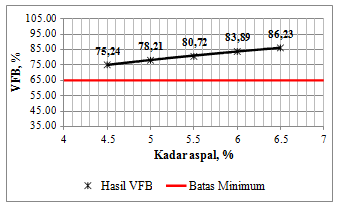 105.00
95.00
85.00
75.00
65.00
55.00
45.00
35.00
VFB, %
75,24 78,21 80,72 83,89 86,23
4 4.5 5 5.5 6 6.5 7
Kadar aspal, %
Hasil VFB Batas Minimum